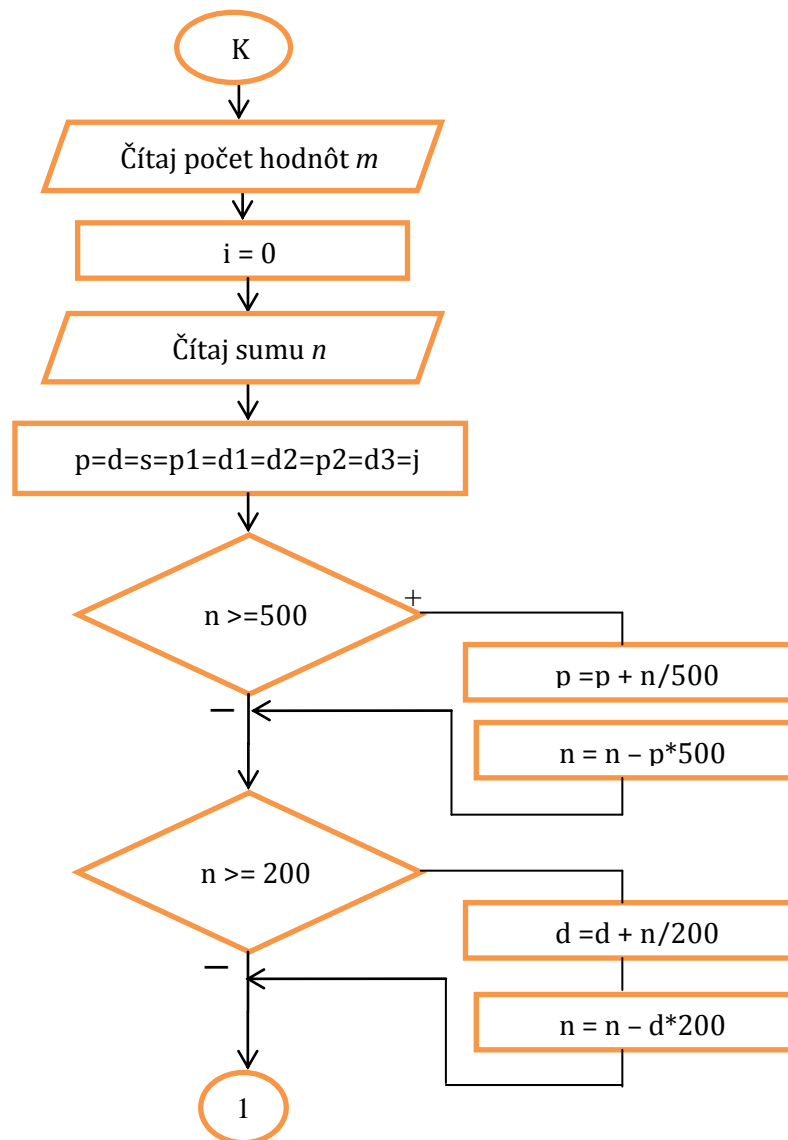 K
Čítaj počet hodnôt m
i = 0
Čítaj sumu n
p=d=s=p1=d1=d2=p2=d3=j
n >=500
+
p =p + n/500
n = n – p*500
–
n >= 200
d =d + n/200
n = n – d*200
–
1